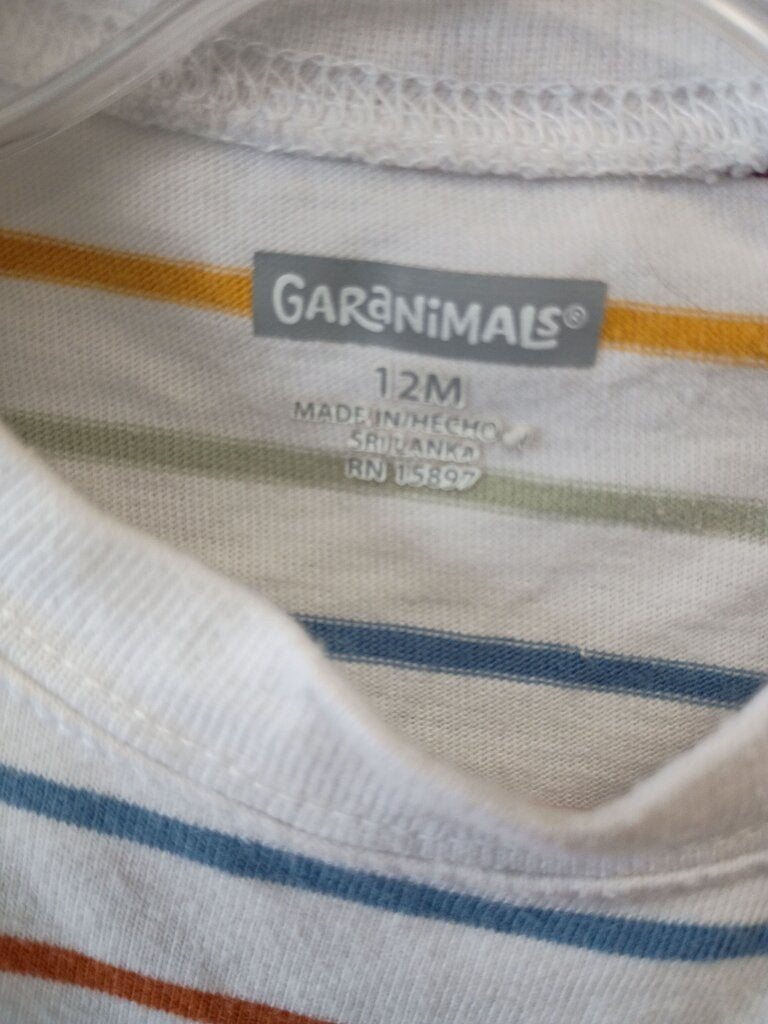 GARaNiMALS®
12M
MADE IN/HECHO
SRI LANKA
RN 15897